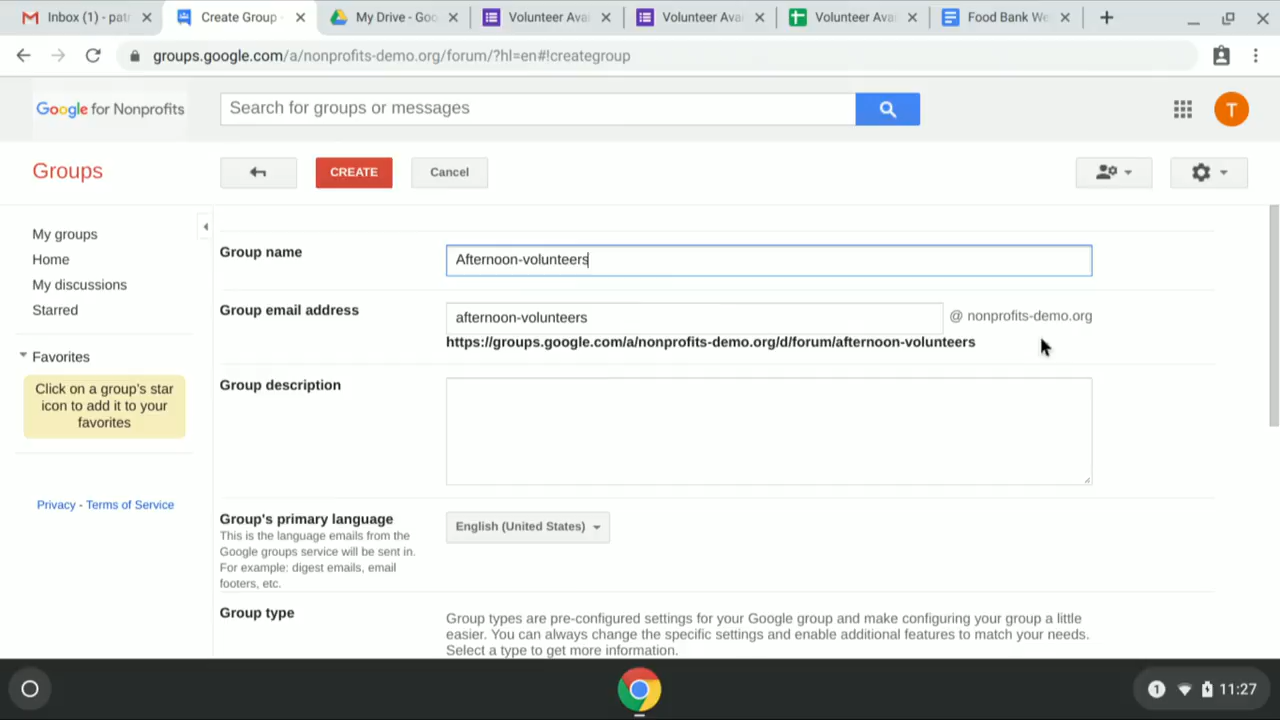 Inbox (1) - pat
Create Group -
My Drive - Goo
Volunteer Avai
Volunteer Avai
Volunteer Avai
Food Bank We
groups.google.com/a/nonprofits-demo.org/forum/?hl=en#!creategroup
Google for Nonprofits
Search for groups or messages
T
Groups
CREATE
Cancel
My groups
Home
My discussions
Starred
Favorites
Click on a group's star
icon to add it to your
favorites
Privacy - Terms of Service
Group name
Afternoon-volunteers
Group email address
afternoon-volunteers
@ nonprofits-demo.org
https://groups.google.com/a/nonprofits-demo.org/d/forum/afternoon-volunteers
Group description
Group's primary language
This is the language emails from the
Google groups service will be sent in.
For example: digest emails, email
footers, etc.
English (United States)
Group type
Group types are pre-configured settings for your Google group and make configuring your group a little
easier. You can always change the specific settings and enable additional features to match your needs.
Select a type to get more information.
1
11:27